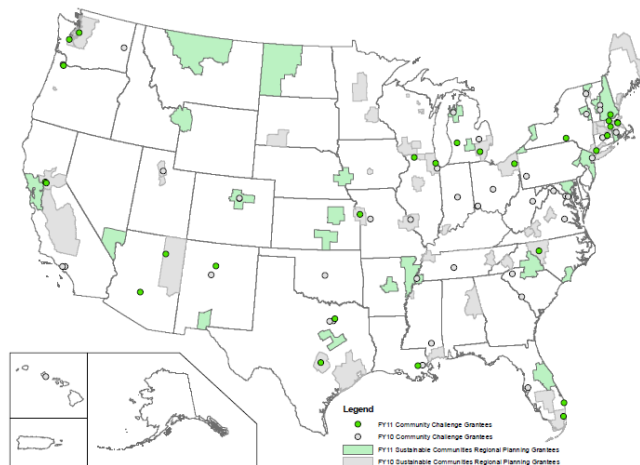 Legend
FY11 Community Challenge Grantees
FY10 Community Challenge Grantees
FY11 Sustainable Communities Regional Planning Grantees
FY10 Sustainable Communities Regional Planning Grantees